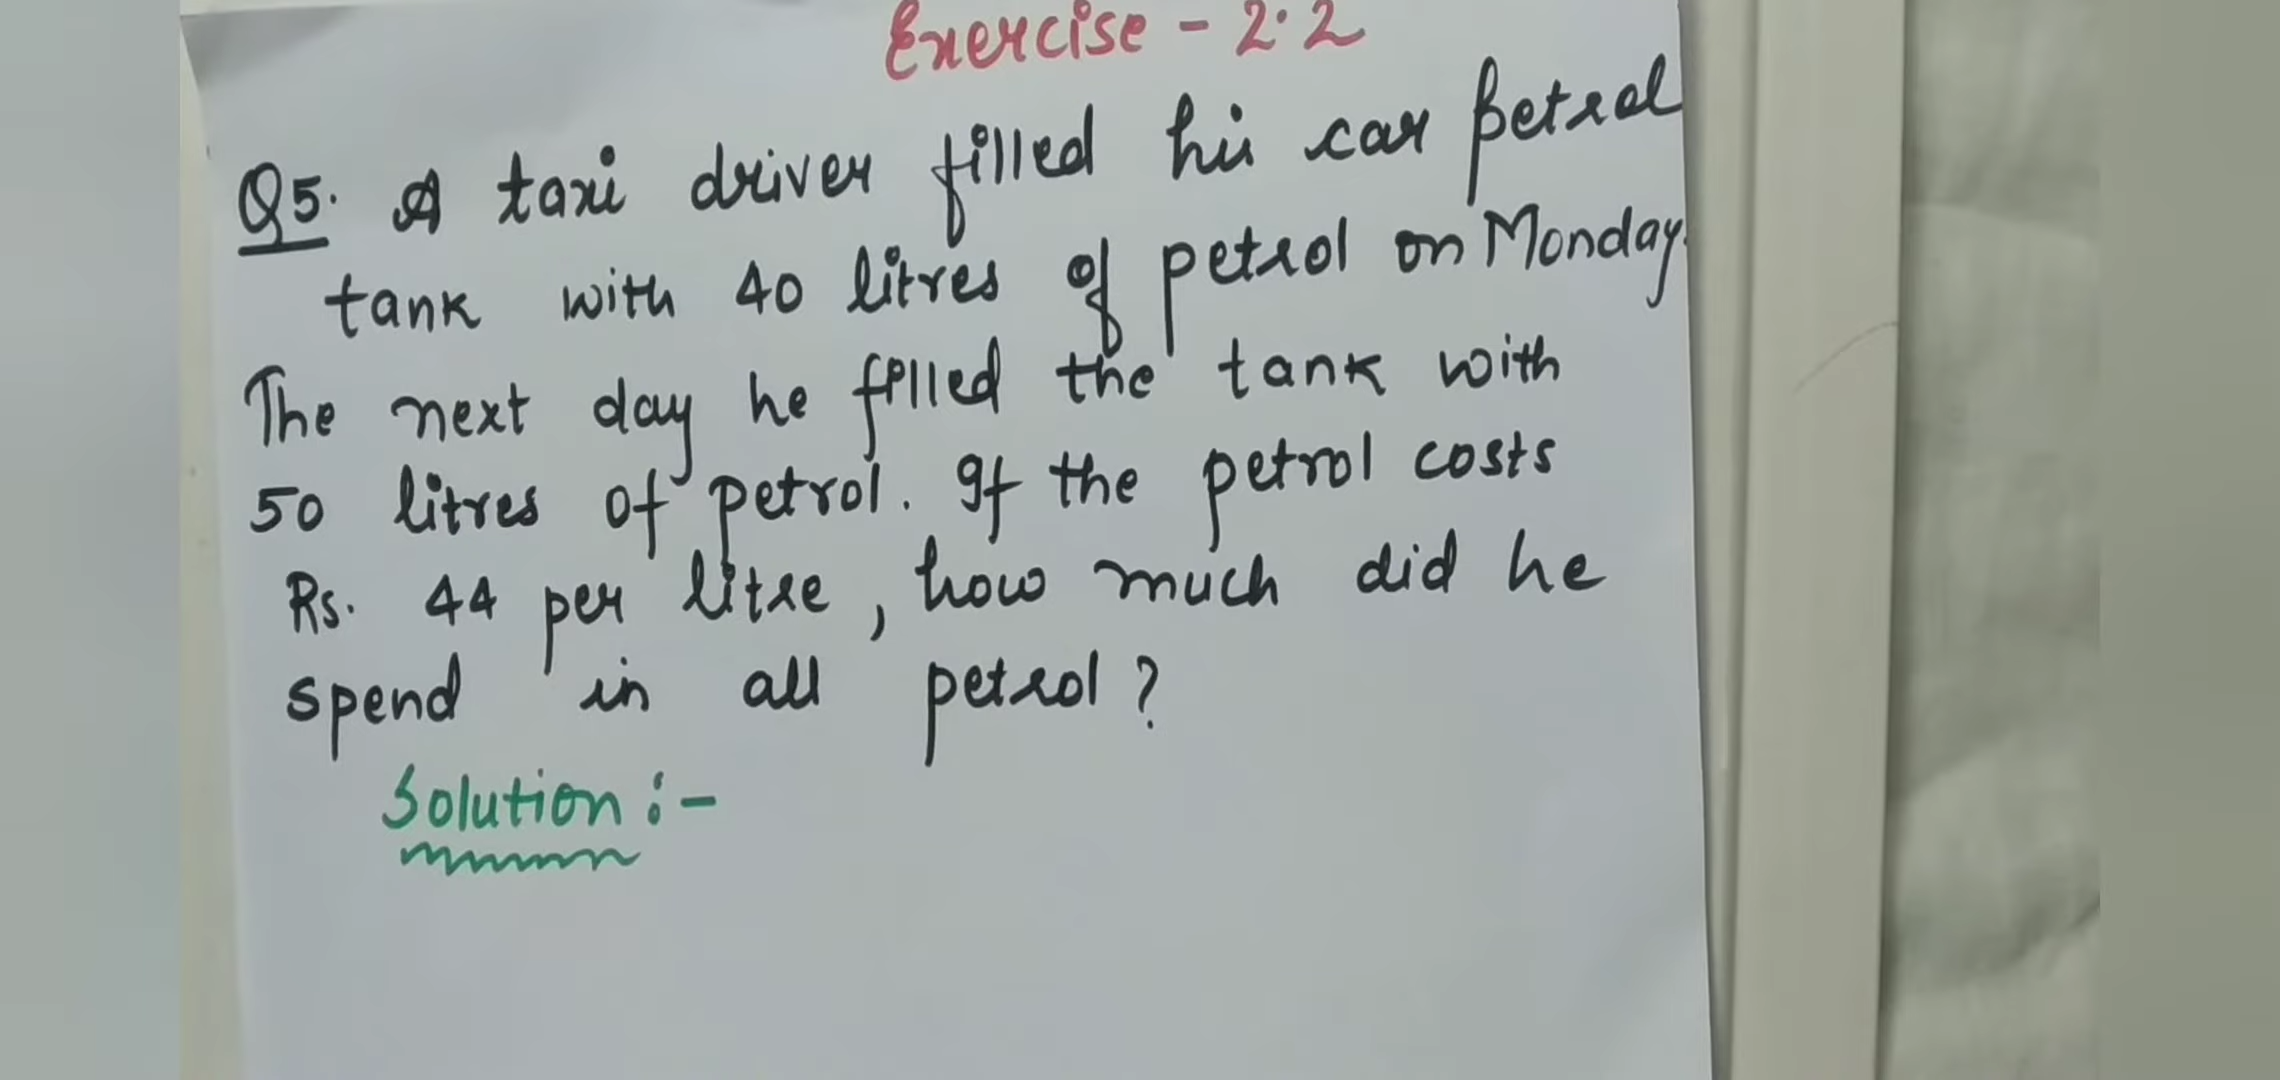 Exercise - 2.2
Q5. A taxi driver filled his car petrol
tank with 40 litres of petrol on Monday.
The next day he filled the tank with
50 litres of petrol. If the petrol costs
Rs. 44 per litre, how much did he
spend in all petrol?
Solution :-